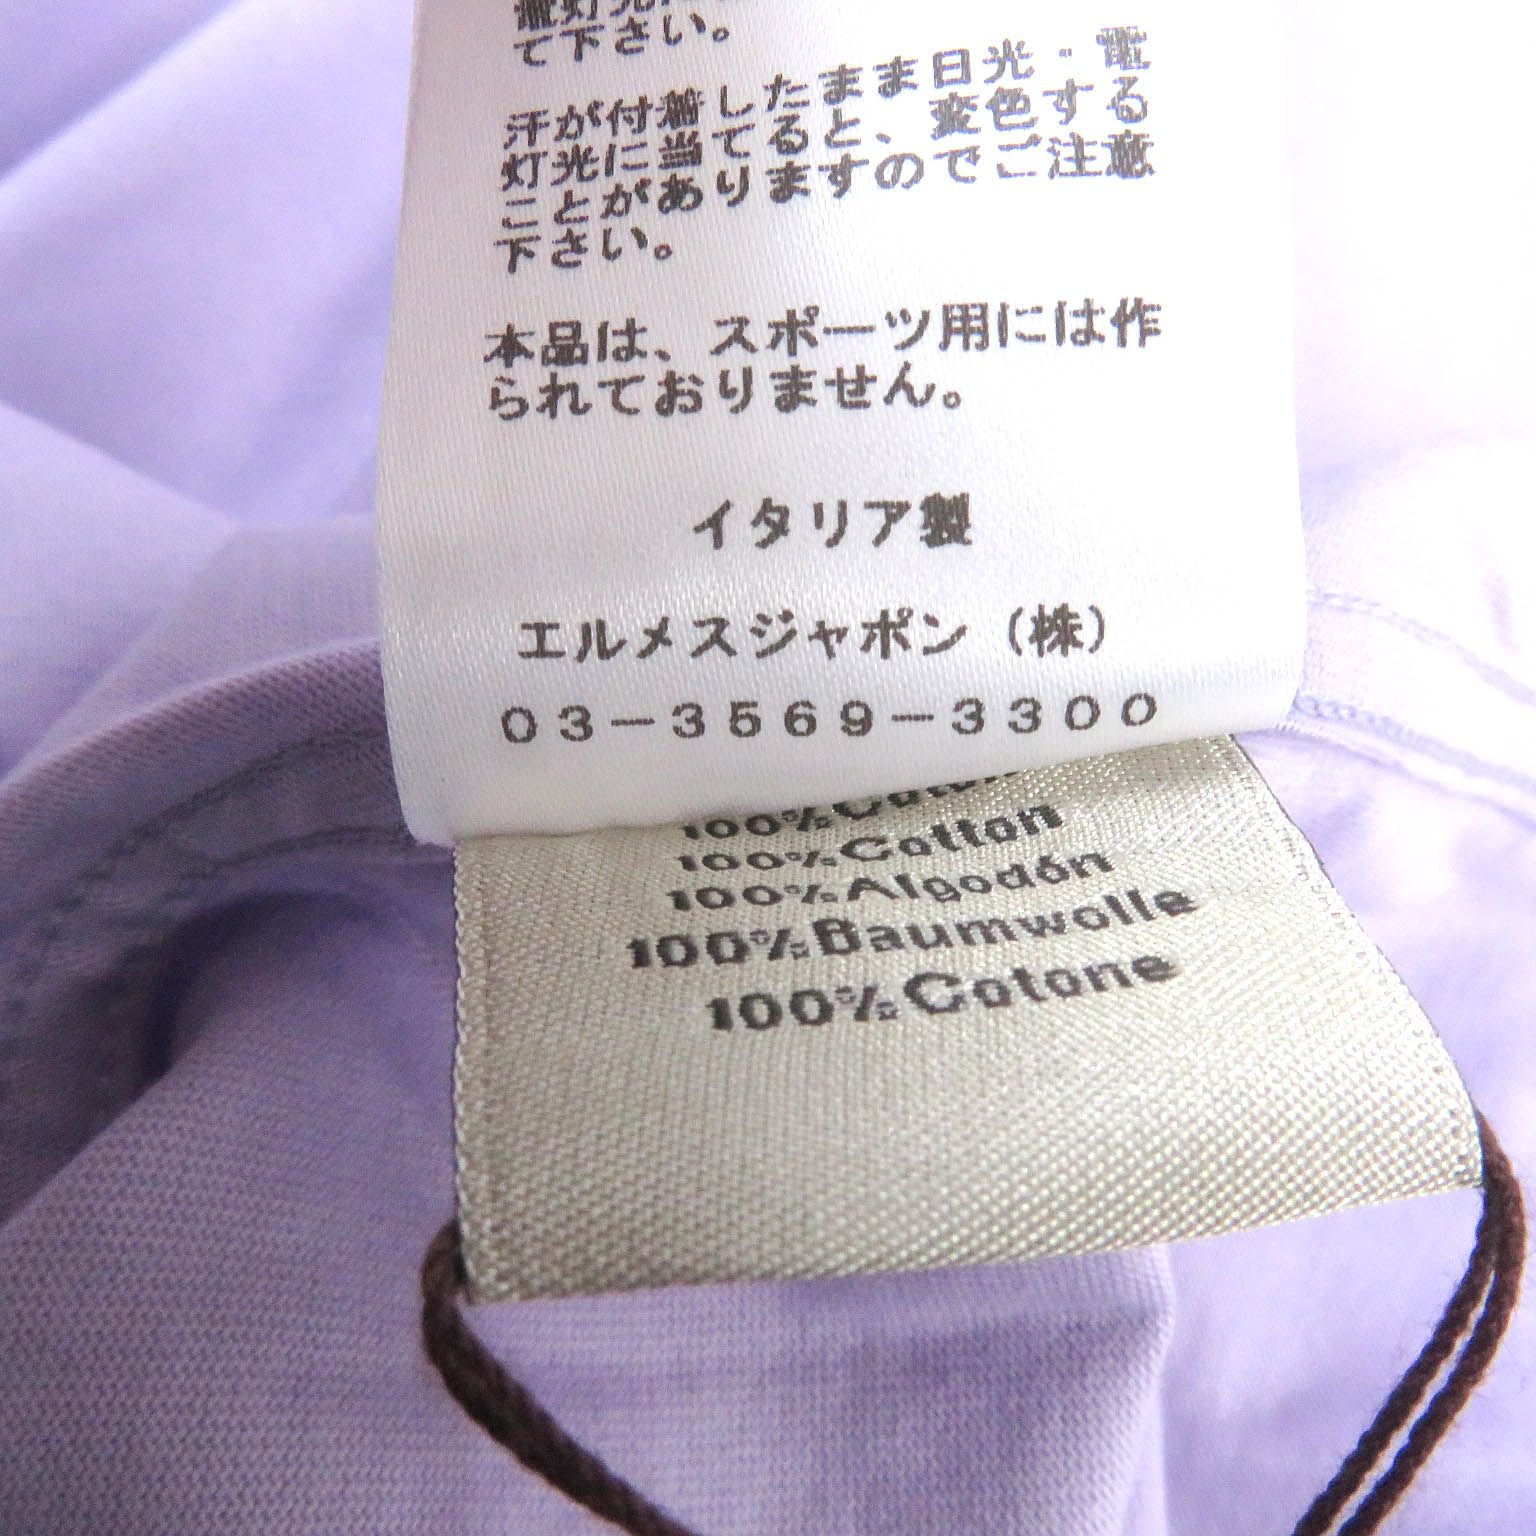 て下さい。
汗が付着したまま日光・電
灯光に当てると、変色する
ことがありますのでご注意
下さい。
本品は、スポーツ用には作
られておりません。
イタリア製
エルメスジャポン（株）
03-3569-3300
100%Coton
100%Cotton
100%Algodón
100%Baumwolle
100%Cotone